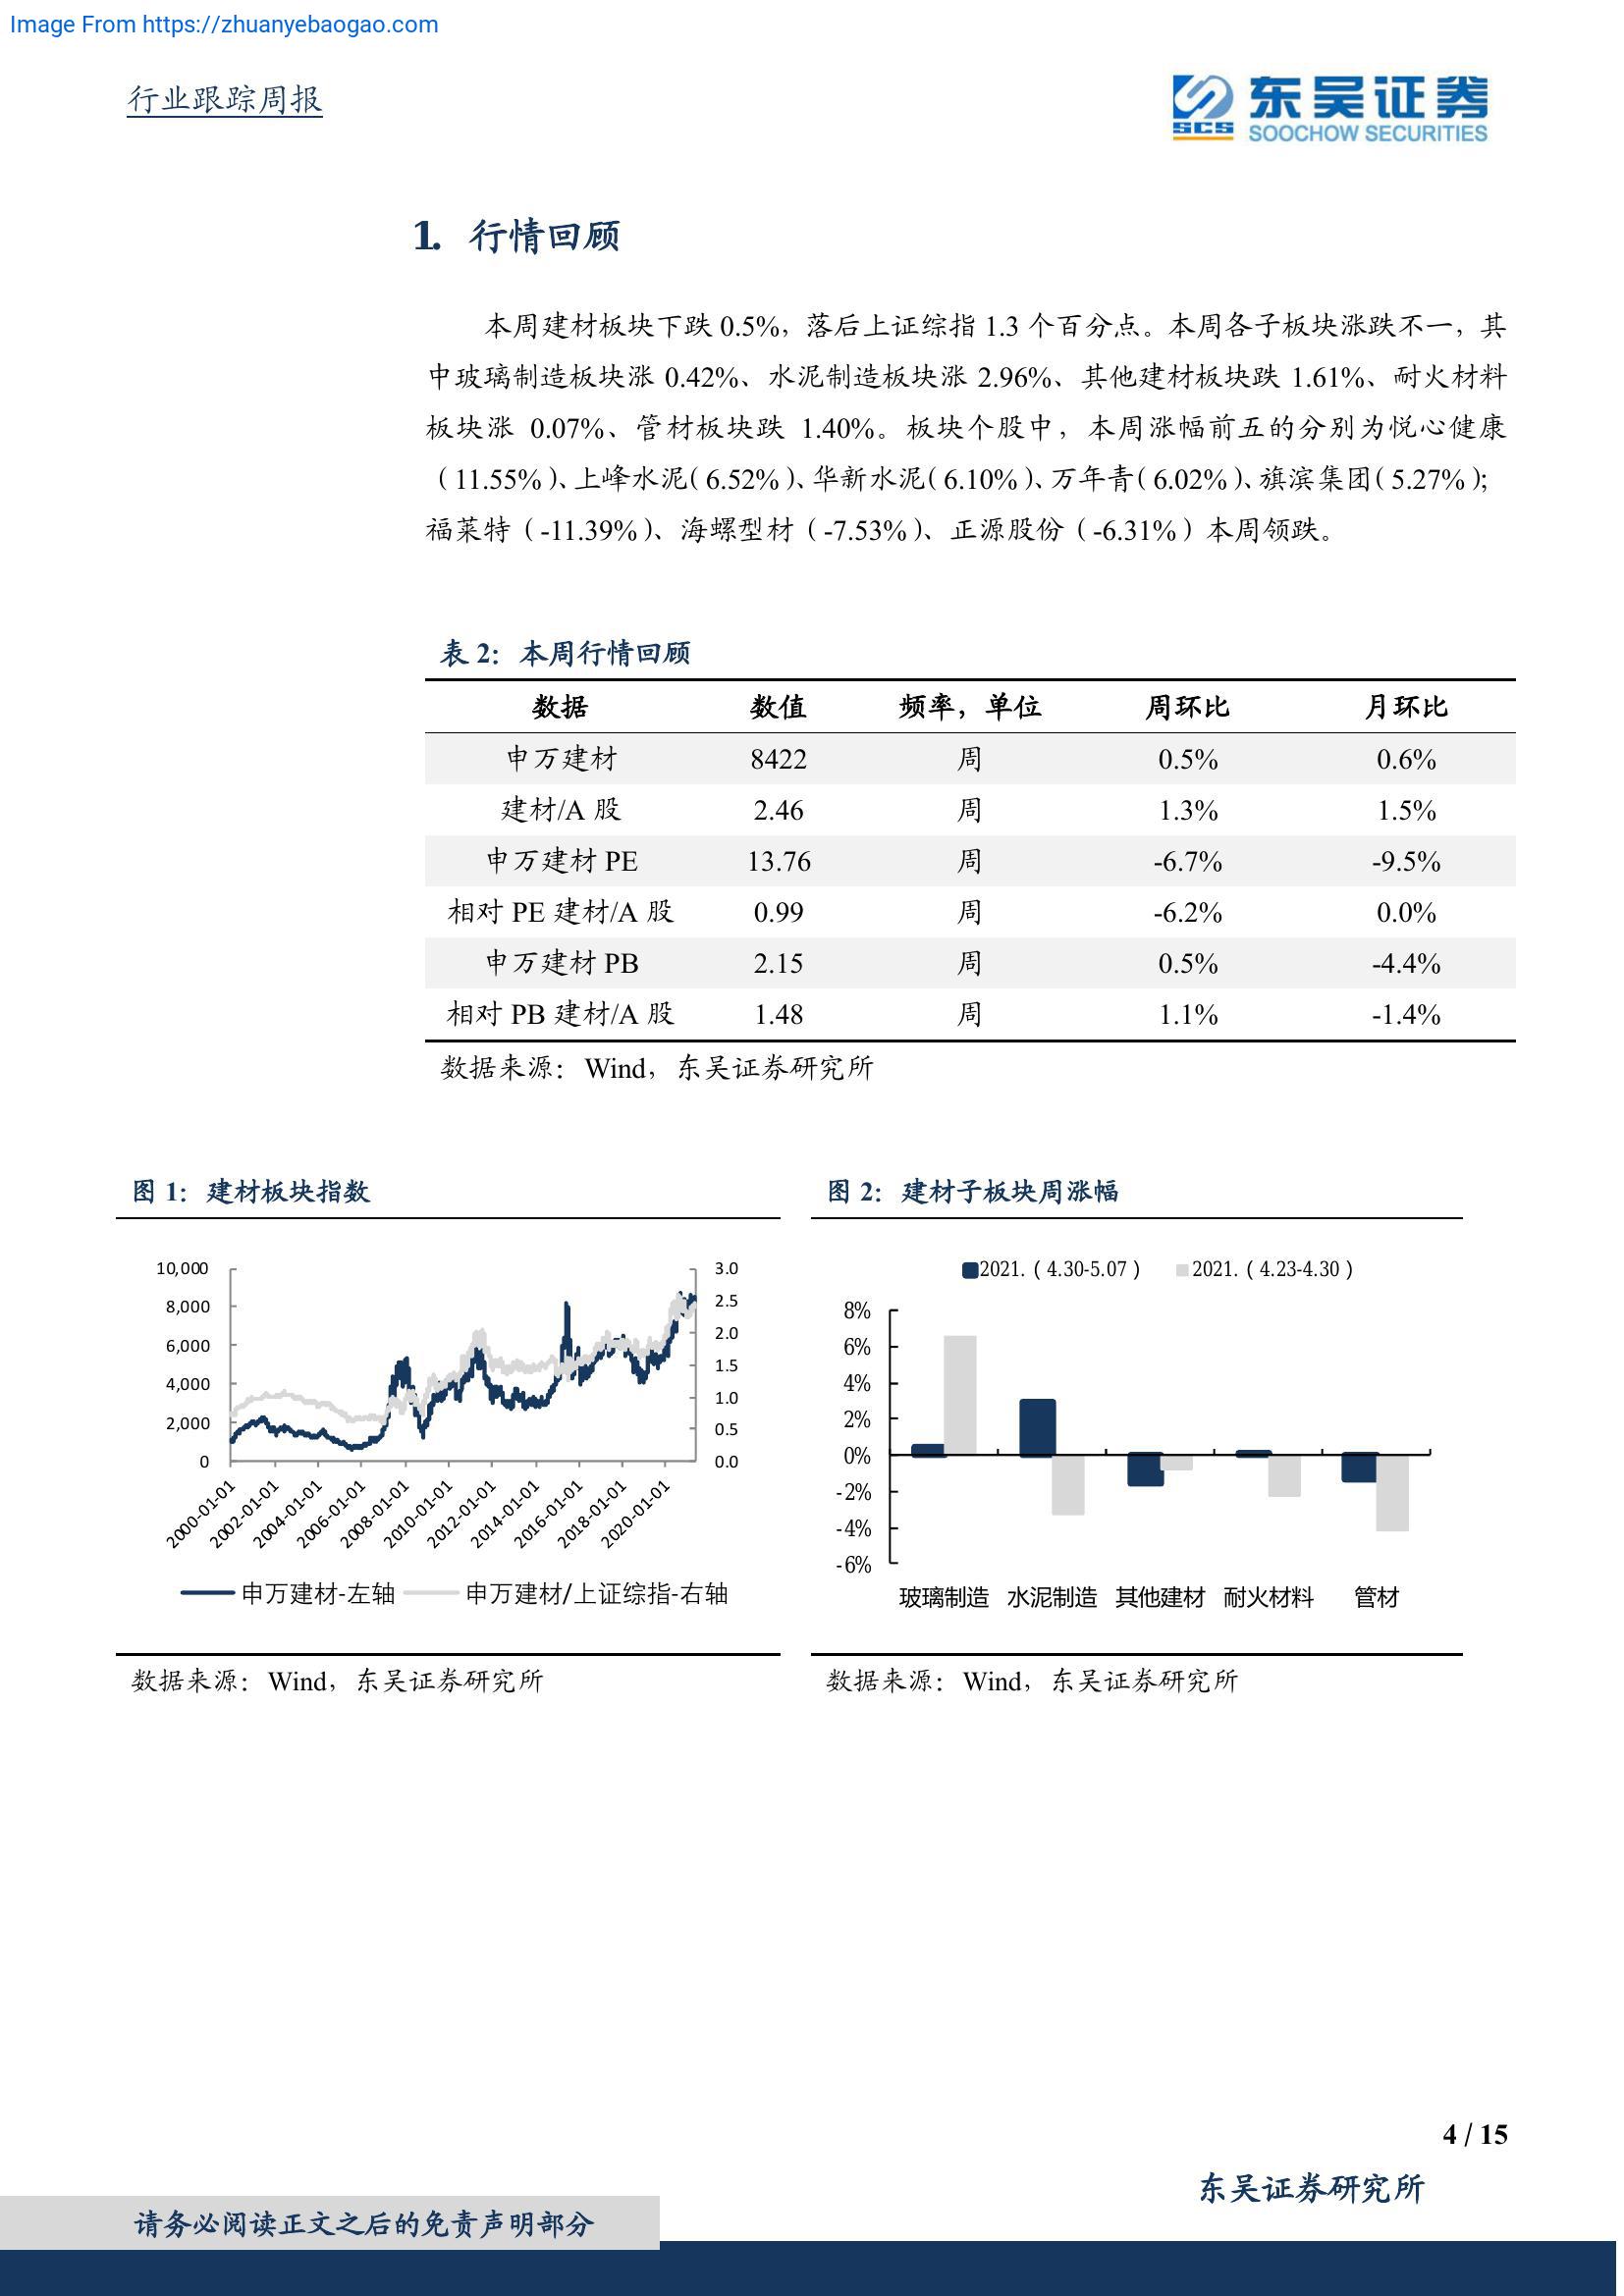 Image From https://zhuanyebaogao.com
行业跟踪周报
SCS 东吴证券
SOOCHOW SECURITIES
1. 行情回顾
本周建材板块下跌 0.5%，落后上证综指 1.3 个百分点。本周各子板块涨跌不一，其
中玻璃制造板块涨 0.42%、水泥制造板块涨 2.96%、其他建材板块跌 1.61%、耐火材料
板块涨 0.07%、管材板块跌 1.40%。板块个股中，本周涨幅前五的分别为悦心健康
（11.55%）、上峰水泥（6.52%）、华新水泥（6.10%）、万年青（6.02%）、旗滨集团（5.27%）；
福莱特（-11.39%）、海螺型材（-7.53%）、正源股份（-6.31%）本周领跌。
表 2：本周行情回顾
数据 数值 频率，单位 周环比 月环比
申万建材 8422 周 0.5% 0.6%
建材/A 股 2.46 周 1.3% 1.5%
申万建材 PE 13.76 周 -6.7% -9.5%
相对 PE 建材/A 股 0.99 周 -6.2% 0.0%
申万建材 PB 2.15 周 0.5% -4.4%
相对 PB 建材/A 股 1.48 周 1.1% -1.4%
数据来源：Wind，东吴证券研究所
图 1：建材板块指数
10,000 3.0
8,000 2.5
6,000 2.0
4,000 1.5
2,000 1.0
0 0.5
0.0
2000-01-01 2002-01-01 2004-01-01 2006-01-01 2008-01-01 2010-01-01 2012-01-01 2014-01-01 2016-01-01 2018-01-01 2020-01-01
申万建材-左轴 申万建材/上证综指-右轴
数据来源：Wind，东吴证券研究所
图 2：建材子板块周涨幅
2021.（4.30-5.07） 2021.（4.23-4.30）
8%
6%
4%
2%
0%
-2%
-4%
-6%
玻璃制造 水泥制造 其他建材 耐火材料 管材
数据来源：Wind，东吴证券研究所
4 / 15
东吴证券研究所
请务必阅读正文之后的免责声明部分